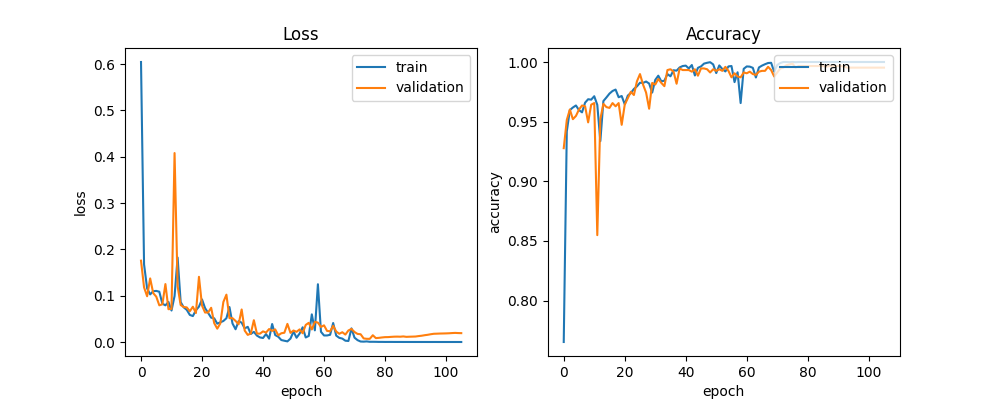 Loss
0.6
0.5
0.4
0.3
0.2
0.1
0.0
loss
0 20 40 60 80 100
epoch
train
validation
Accuracy
1.00
0.95
0.90
0.85
0.80
accuracy
0 20 40 60 80 100
epoch
train
validation